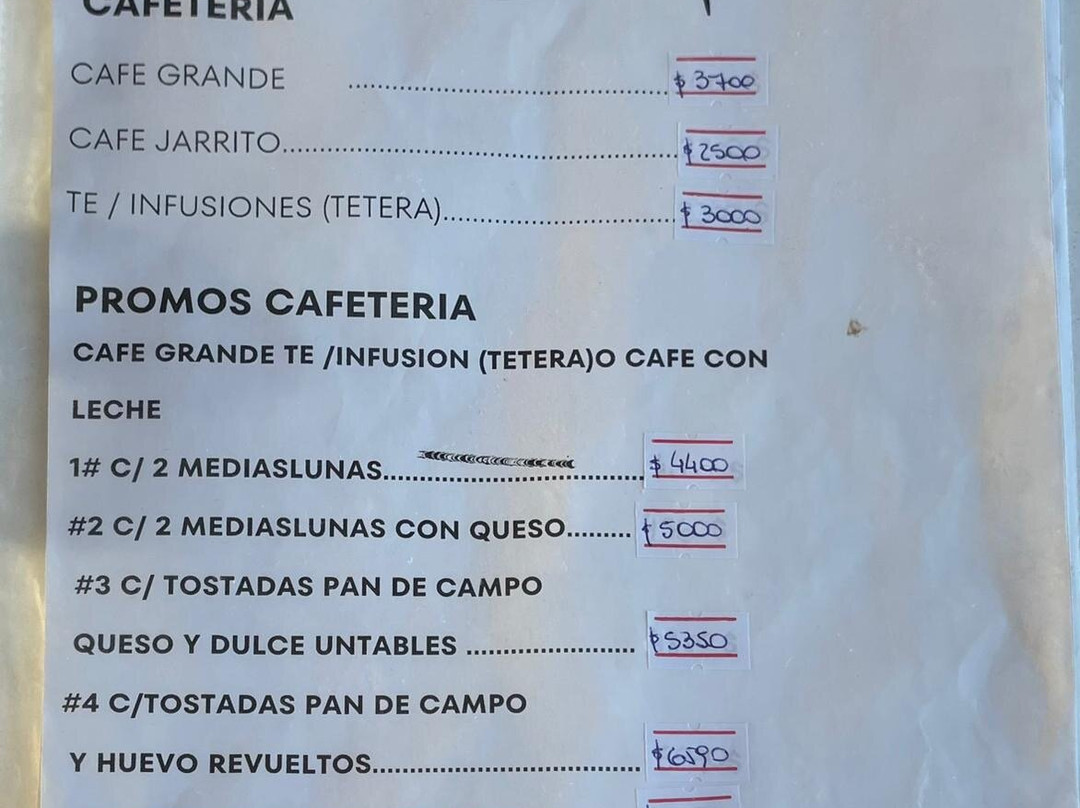 CAFETERIA
CAFE GRANDE ........................................ $ 3700
CAFE JARRITO.................................................. $ 2500
TE / INFUSIONES (TETERA).............................. $ 3000
PROMOS CAFETERIA
CAFE GRANDE TE /INFUSION (TETERA)O CAFE CON
LECHE
1# C/ 2 MEDIASLUNAS................................. $ 4400
#2 C/ 2 MEDIASLUNAS CON QUESO......... $ 5000
#3 C/ TOSTADAS PAN DE CAMPO
QUESO Y DULCE UNTABLES ....................... $ 5350
#4 C/TOSTADAS PAN DE CAMPO
Y HUEVO REVUELTOS.................................... $ 6590